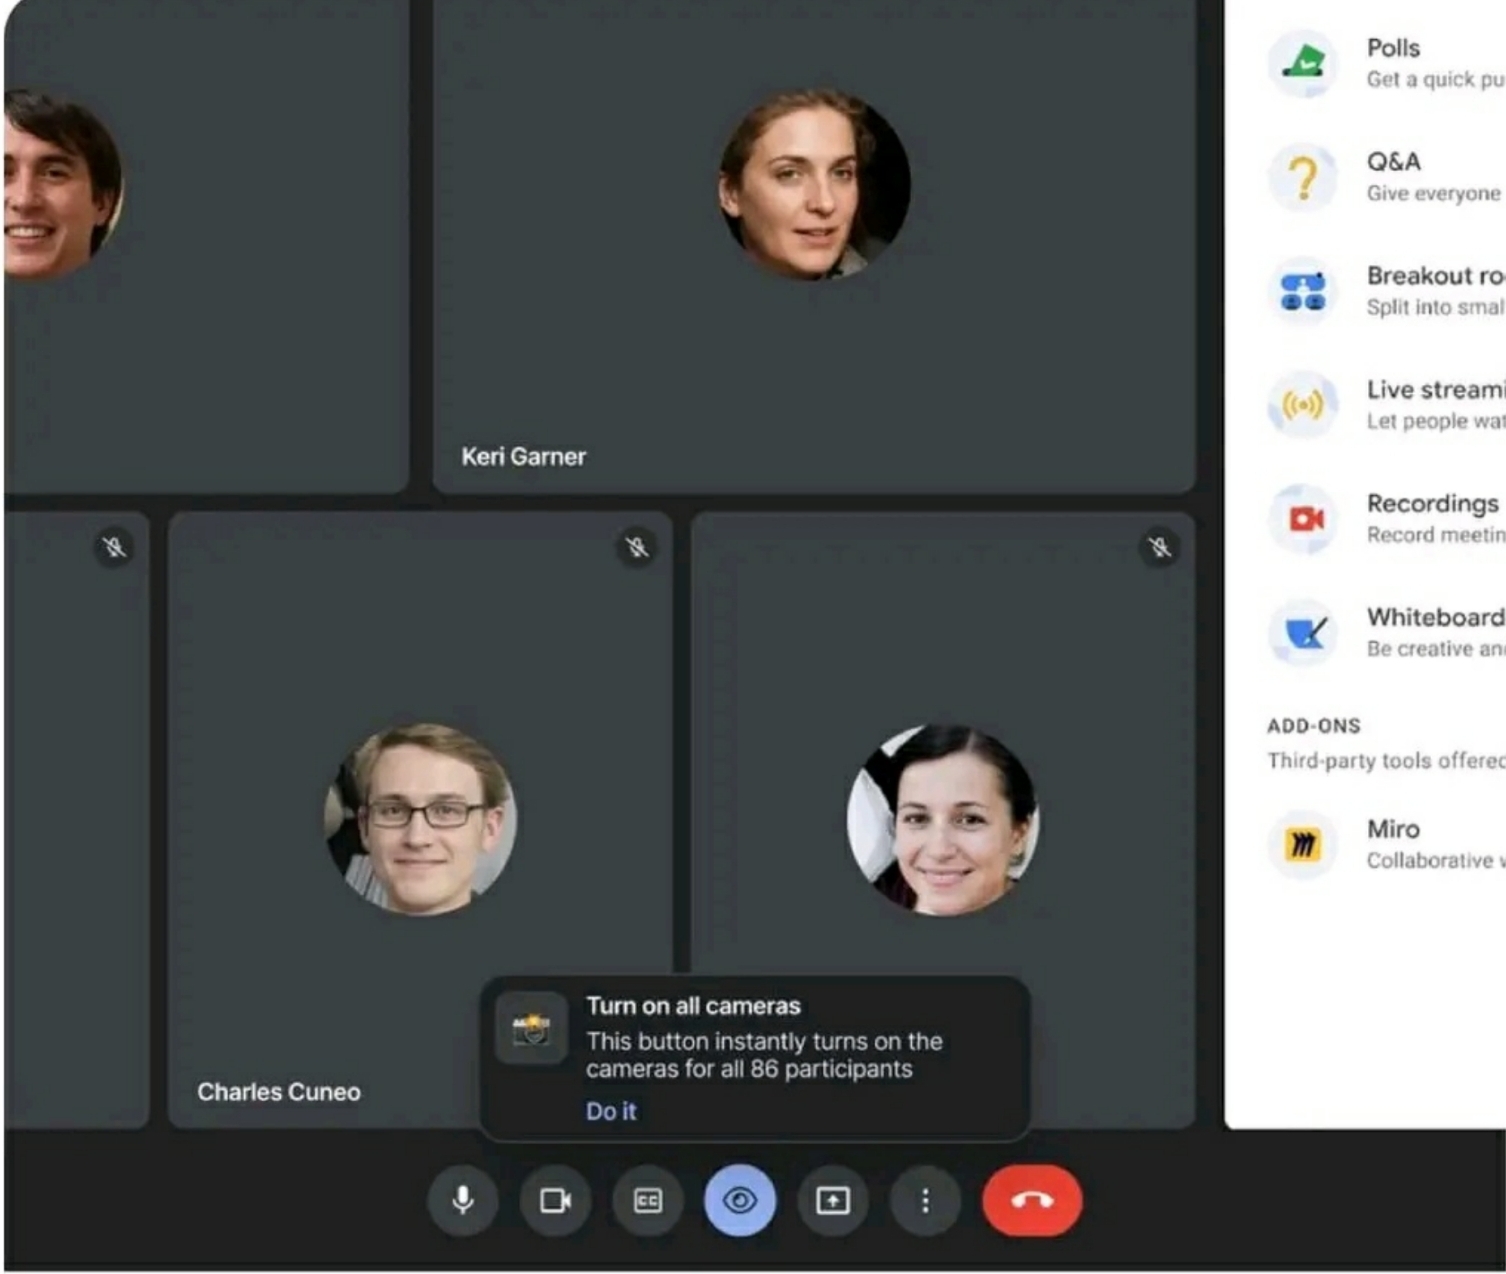 Keri Garner
Charles Cuneo
Turn on all cameras
This button instantly turns on the
cameras for all 86 participants
Do it
CC
Polls
Get a quick pu
Q&A
Give everyone
Breakout ro
Split into smal
Live streami
Let people wat
Recordings
Record meetin
Whiteboard
Be creative an
ADD-ONS
Third-party tools offered
Miro
Collaborative w